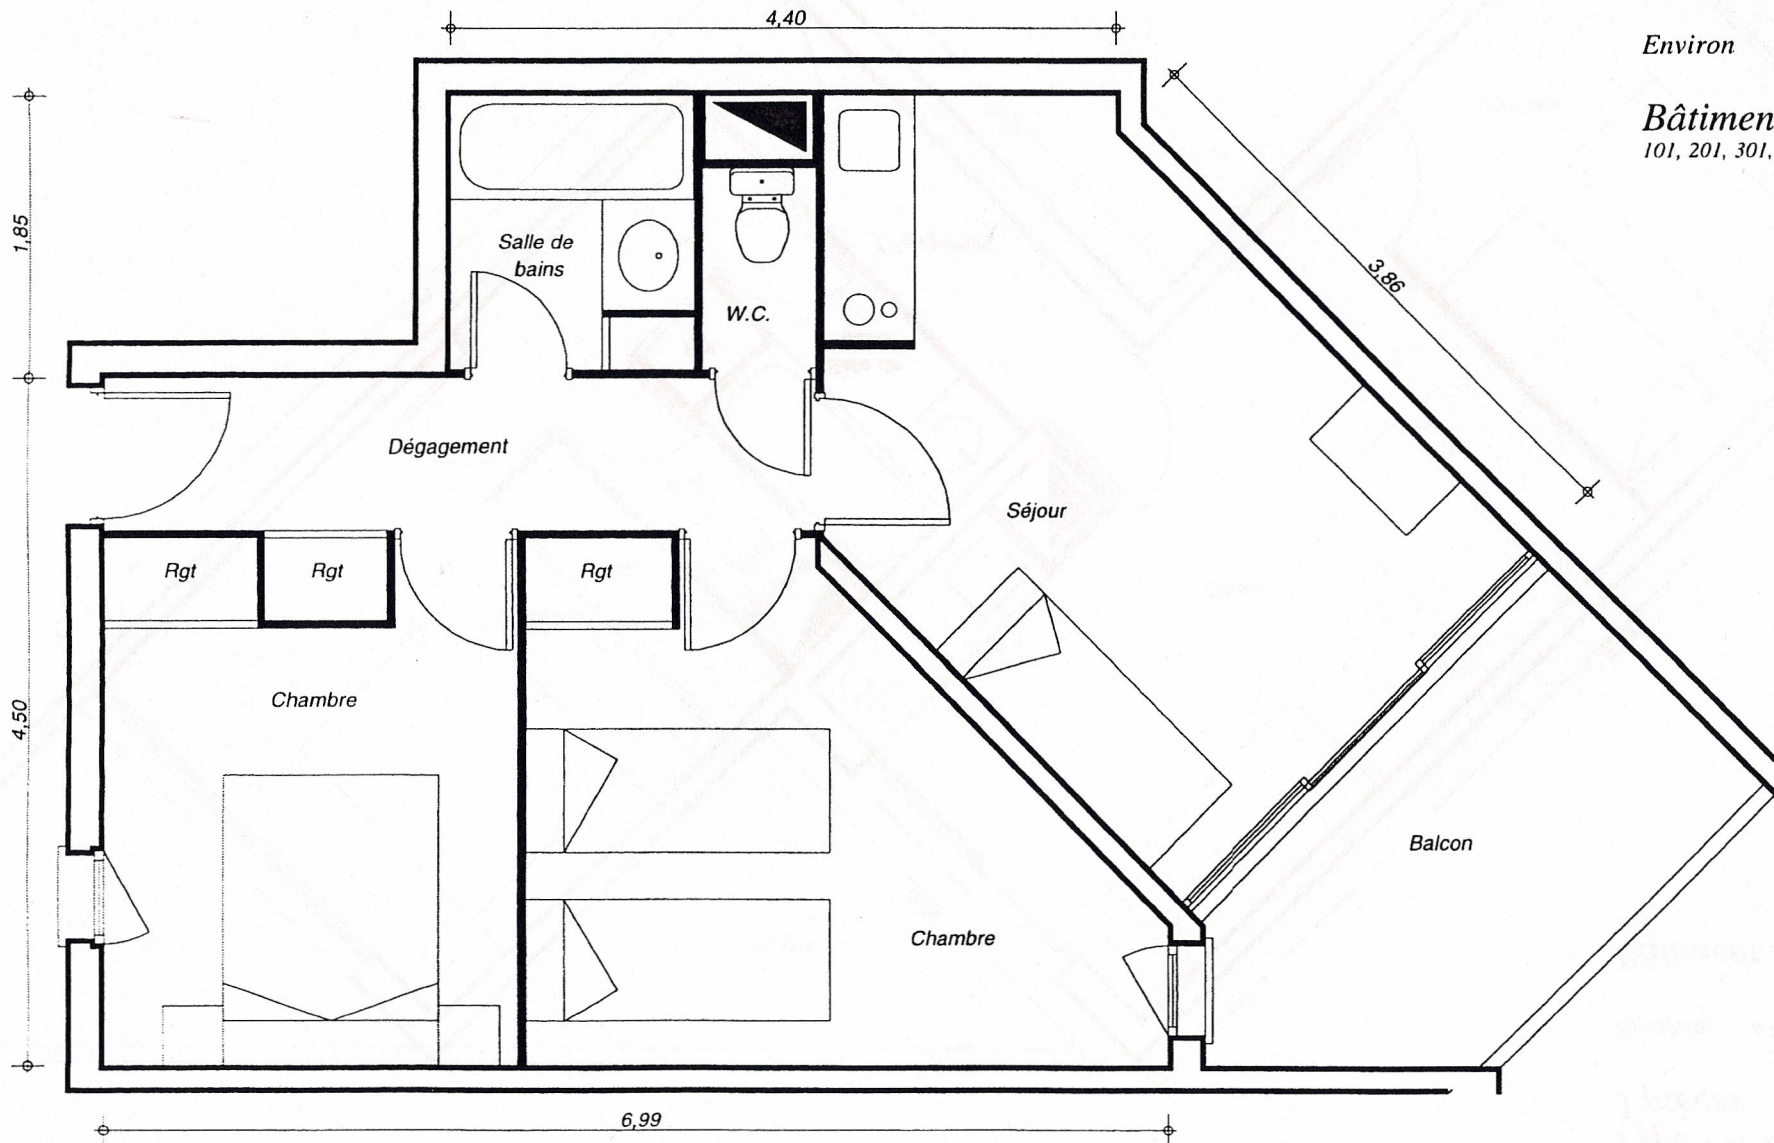 4,40
Environ
Bâtimen
101, 201, 301,
1,85
3,86
Salle de
bains
W.C.
Dégagement
Séjour
Rgt
Rgt
Rgt
Chambre
4,50
Balcon
Chambre
6,99